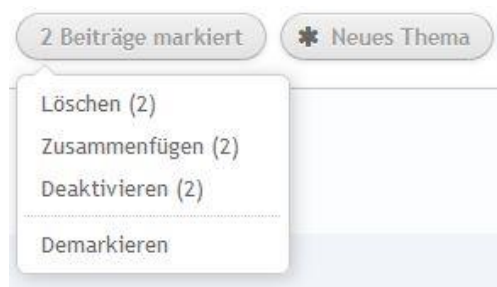 2 Beiträge markiert
✱ Neues Thema
Löschen (2)
Zusammenfügen (2)
Deaktivieren (2)
Demarkieren